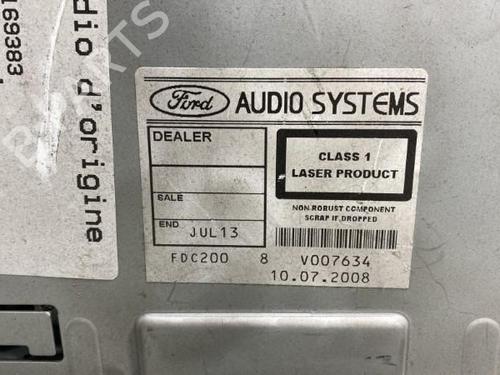 dio d'origine
169383
Ford
AUDIO SYSTEMS
DEALER
SALE
END JUL13
CLASS 1
LASER PRODUCT
NON ROBUST COMPONENT
SCRAP IF DROPPED
FDC200 8 V007634
10.07.2008